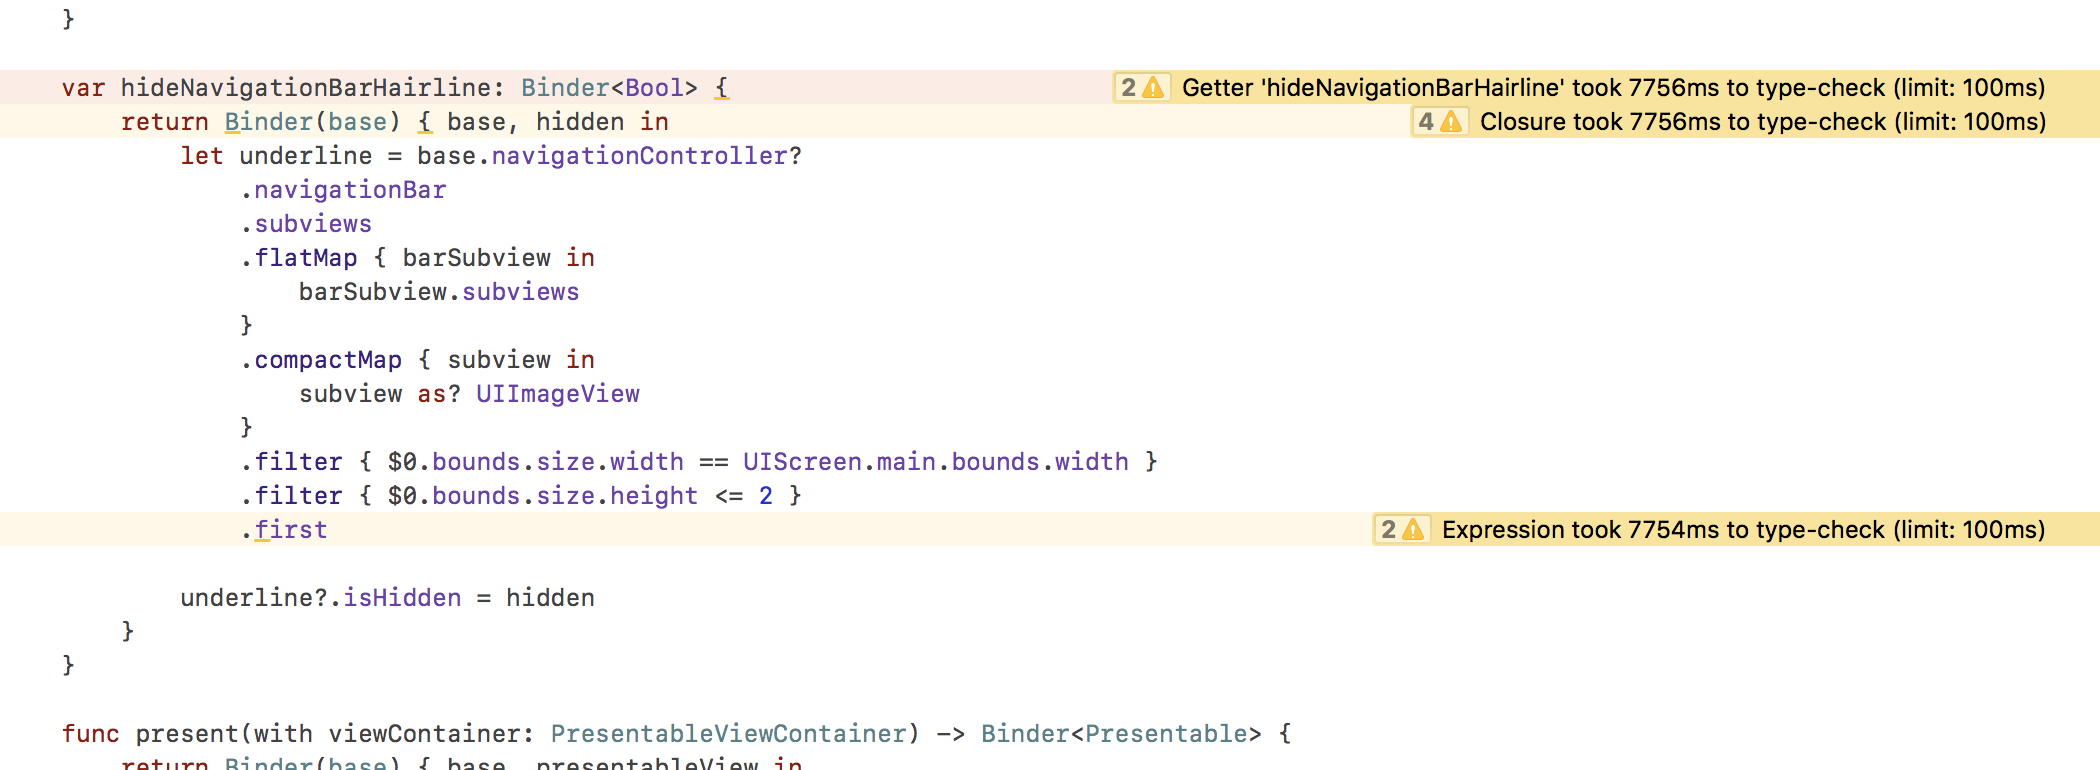 }
var hideNavigationBarHairline: Binder<Bool> { 2 Getter 'hideNavigationBarHairline' took 7756ms to type-check (limit: 100ms)
return Binder(base) { base, hidden in 4 Closure took 7756ms to type-check (limit: 100ms)
let underline = base.navigationController?
.navigationBar
.subviews
.flatMap { barSubview in
barSubview.subviews
}
.compactMap { subview in
subview as? UIImageView
}
.filter { $0.bounds.size.width == UIScreen.main.bounds.width }
.filter { $0.bounds.size.height <= 2 }
.first 2 Expression took 7754ms to type-check (limit: 100ms)
underline?.isHidden = hidden
}
}
func present(with viewContainer: PresentableViewContainer) -> Binder<Presentable> {
return Binder(base) { base, presentableView in